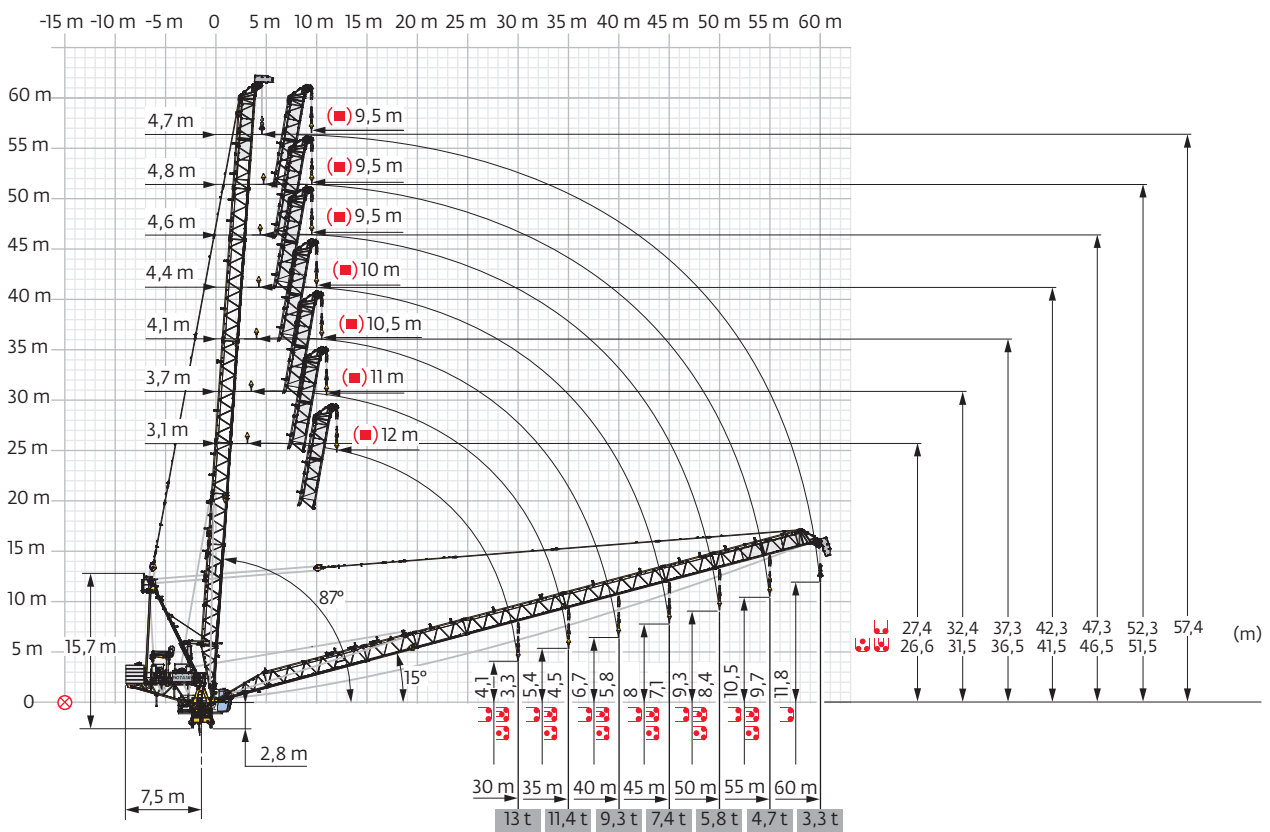 -15 m -10 m -5 m 0 5 m 10 m 15 m 20 m 25 m 30 m 35 m 40 m 45 m 50 m 55 m 60 m
60 m
4,7 m (■) 9,5 m
55 m
4,8 m (■) 9,5 m
50 m
4,6 m (■) 9,5 m
45 m
4,4 m (■) 10 m
40 m
4,1 m (■) 10,5 m
35 m
3,7 m (■) 11 m
30 m
3,1 m (■) 12 m
25 m
20 m
15 m
87°
10 m
15,7 m
27,4 32,4 37,3 42,3 47,3 52,3 57,4 (m)
26,6 31,5 36,5 41,5 46,5 51,5
5 m
15°
4,1 3,3 5,4 4,5 6,7 5,8 8 7,1 9,3 8,4 10,5 9,7 11,8
0
2,8 m
7,5 m
30 m 35 m 40 m 45 m 50 m 55 m 60 m
13 t 11,4 t 9,3 t 7,4 t 5,8 t 4,7 t 3,3 t